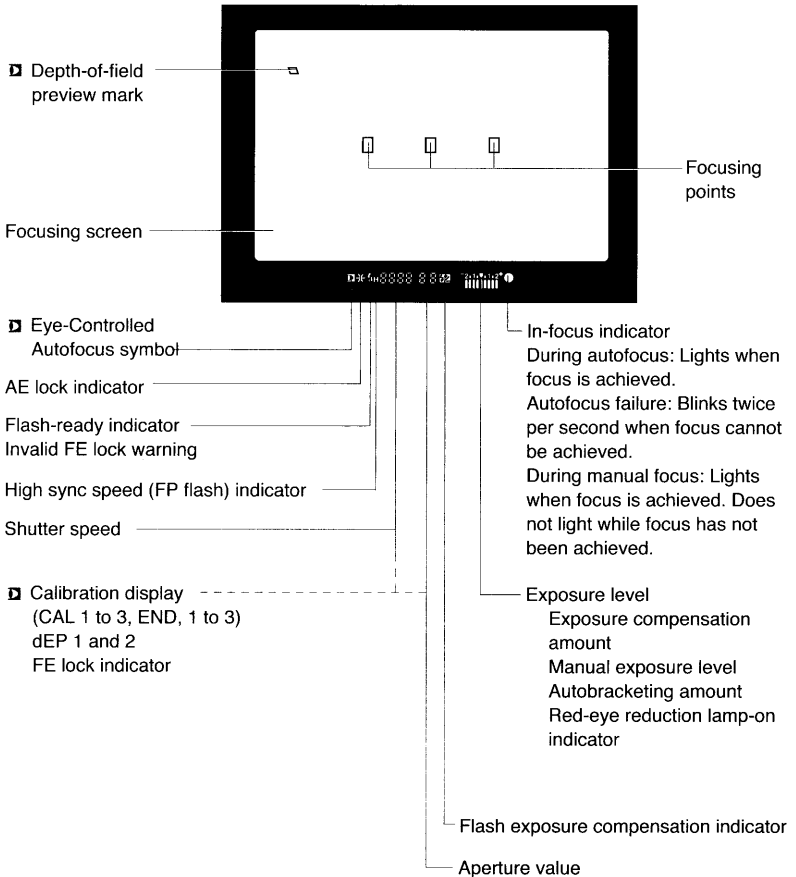 Depth-of-field
preview mark
Focusing
points
Focusing screen
Eye-Controlled
Autofocus symbol
AE lock indicator
Flash-ready indicator
Invalid FE lock warning
High sync speed (FP flash) indicator
Shutter speed
Calibration display
(CAL 1 to 3, END, 1 to 3)
dEP 1 and 2
FE lock indicator
In-focus indicator
During autofocus: Lights when
focus is achieved.
Autofocus failure: Blinks twice
per second when focus cannot
be achieved.
During manual focus: Lights
when focus is achieved. Does
not light while focus has not
been achieved.
Exposure level
Exposure compensation
amount
Manual exposure level
Autobracketing amount
Red-eye reduction lamp-on
indicator
Flash exposure compensation indicator
Aperture value